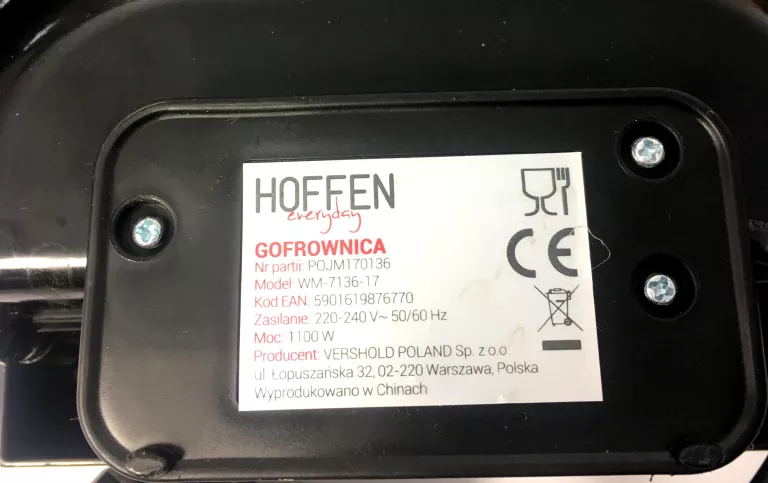 HOFFEN
everyday
GOFROWNICA
Nr partii: POJM170136
Model: WM-7136-17
Kod EAN: 5901619876770
Zasilanie: 220-240 V~ 50/60 Hz
Moc: 1100 W
Producent: VERSHOLD POLAND Sp. z o.o.
ul. Łopuszańska 32, 02-220 Warszawa, Polska
Wyprodukowano w Chinach
CE